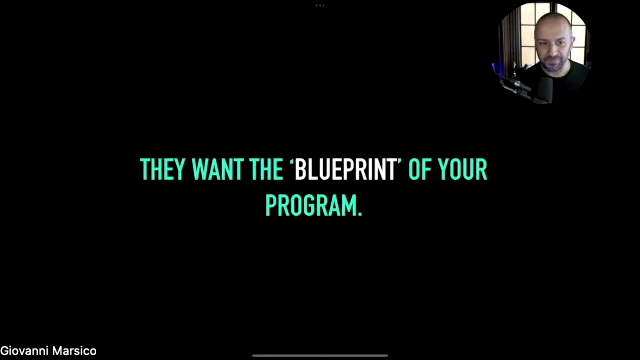 THEY WANT THE ‘BLUEPRINT’ OF YOUR
PROGRAM.
Giovanni Marsico